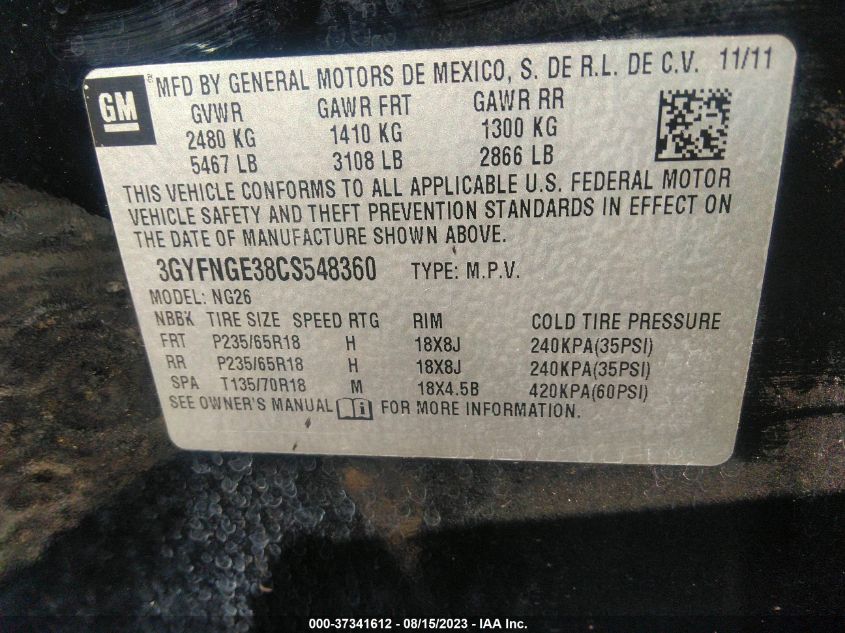 GM
MFD BY GENERAL MOTORS DE MEXICO, S. DE R.L. DE C.V. 11/11
GVWR GAWR FRT GAWR RR
2480 KG 1410 KG 1300 KG
5467 LB 3108 LB 2866 LB
THIS VEHICLE CONFORMS TO ALL APPLICABLE U.S. FEDERAL MOTOR
VEHICLE SAFETY AND THEFT PREVENTION STANDARDS IN EFFECT ON
THE DATE OF MANUFACTURE SHOWN ABOVE.
3GYFNGE38CS548360 TYPE: M.P.V.
MODEL: NG26
NBBK TIRE SIZE SPEED RTG RIM COLD TIRE PRESSURE
FRT P235/65R18 H 18X8J 240KPA(35PSI)
RR P235/65R18 H 18X8J 240KPA(35PSI)
SPA T135/70R18 M 18X4.5B 420KPA(60PSI)
SEE OWNER'S MANUAL FOR MORE INFORMATION.
000-37341612 - 08/15/2023 - IAA Inc.